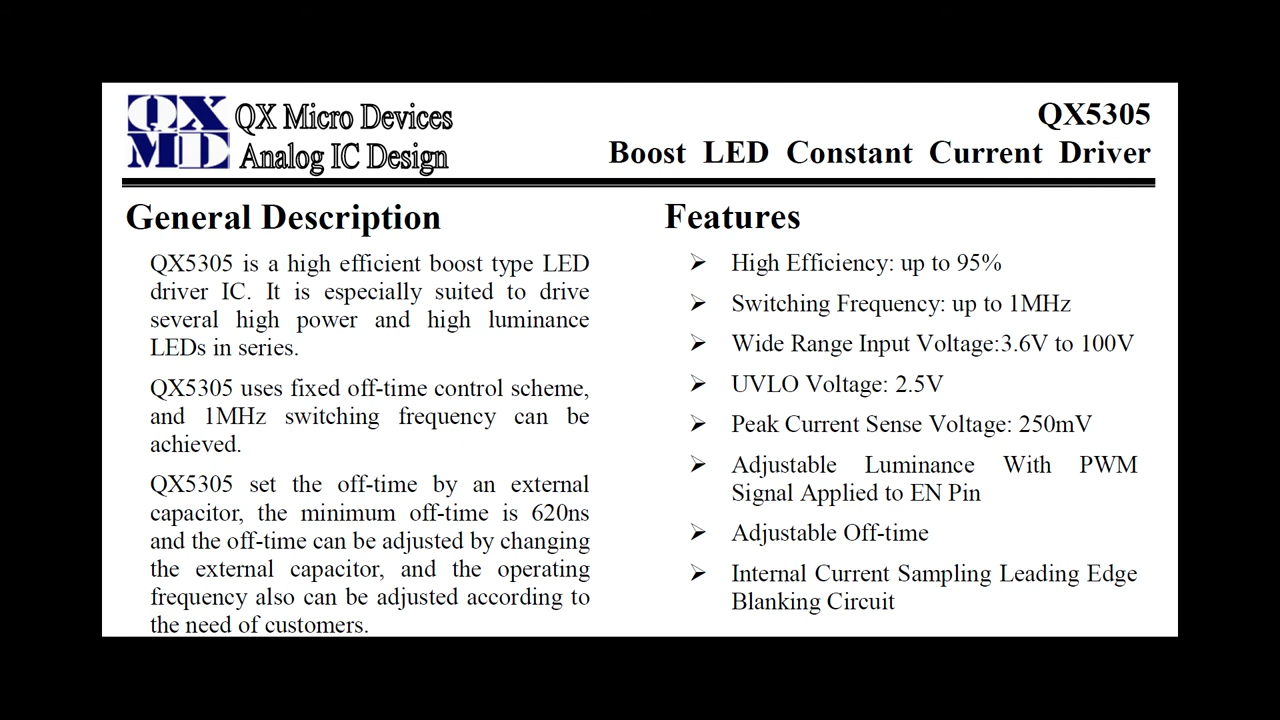 QX
MD
QX Micro Devices
Analog IC Design
QX5305
Boost LED Constant Current Driver
General Description
QX5305 is a high efficient boost type LED
driver IC. It is especially suited to drive
several high power and high luminance
LEDs in series.
QX5305 uses fixed off-time control scheme,
and 1MHz switching frequency can be
achieved.
QX5305 set the off-time by an external
capacitor, the minimum off-time is 620ns
and the off-time can be adjusted by changing
the external capacitor, and the operating
frequency also can be adjusted according to
the need of customers.
Features
➢ High Efficiency: up to 95%
➢ Switching Frequency: up to 1MHz
➢ Wide Range Input Voltage:3.6V to 100V
➢ UVLO Voltage: 2.5V
➢ Peak Current Sense Voltage: 250mV
➢ Adjustable Luminance With PWM
Signal Applied to EN Pin
➢ Adjustable Off-time
➢ Internal Current Sampling Leading Edge
Blanking Circuit